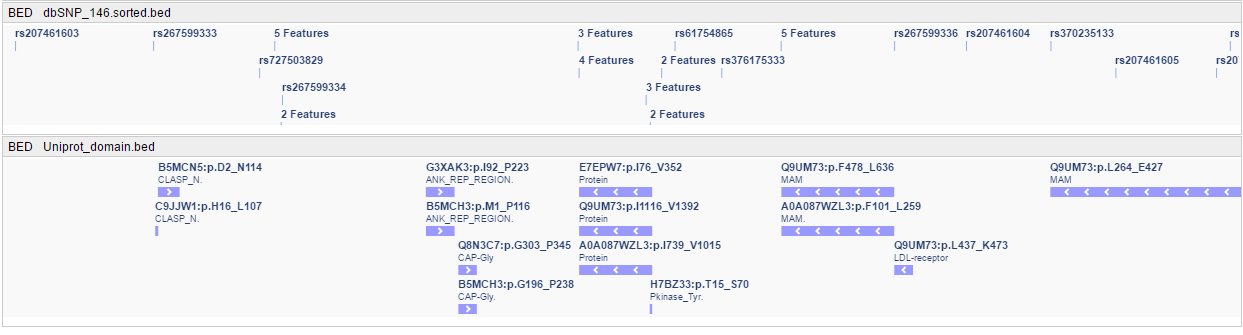 BED dbSNP_146.sorted.bed
rs207461603 rs267599333 5 Features 3 Features rs61754865 5 Features rs267599336 rs207461604 rs370235133 rs
rs727503829 4 Features 2 Features rs376175333 rs207461605 rs20
rs267599334 3 Features
2 Features 2 Features
BED Uniprot_domain.bed
B5MCN5:p.D2_N114 G3XAK3:p.I92_P223 E7EPW7:p.I76_V352 Q9UM73:p.F478_L636 Q9UM73:p.L264_E427
CLASP_N. ANK_REP_REGION. Protein MAM MAM
C9JJW1:p.H16_L107 B5MCH3:p.M1_P116 Q9UM73:p.I1116_V1392 A0A087WZL3:p.F101_L259
CLASP_N. ANK_REP_REGION. Protein MAM.
Q8N3C7:p.G303_P345 A0A087WZL3:p.I739_V1015 Q9UM73:p.L437_K473
CAP-Gly Protein LDL-receptor
B5MCH3:p.G196_P238 H7BZ33:p.T15_S70
CAP-Gly. Pkinase_Tyr.